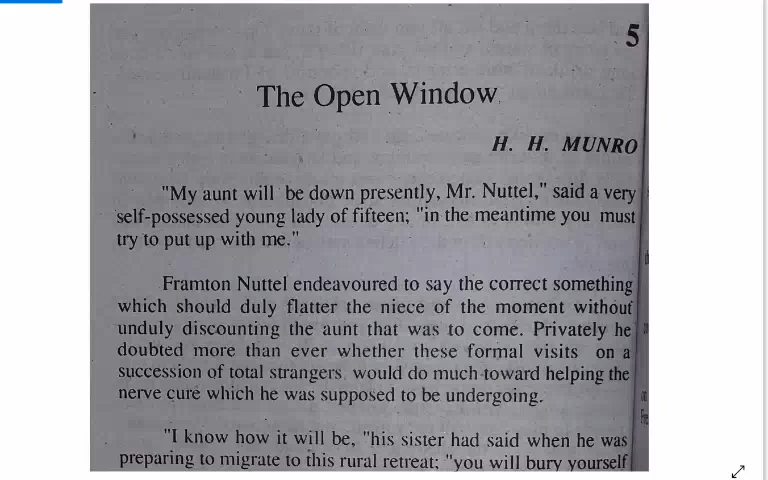 5
The Open Window
H. H. MUNRO
"My aunt will be down presently, Mr. Nuttel," said a very
self-possessed young lady of fifteen; "in the meantime you must
try to put up with me."
Framton Nuttel endeavoured to say the correct something
which should duly flatter the niece of the moment without
unduly discounting the aunt that was to come. Privately he
doubted more than ever whether these formal visits on a
succession of total strangers would do much toward helping the
nerve cure which he was supposed to be undergoing.
"I know how it will be, "his sister had said when he was
preparing to migrate to this rural retreat; "you will bury yourself